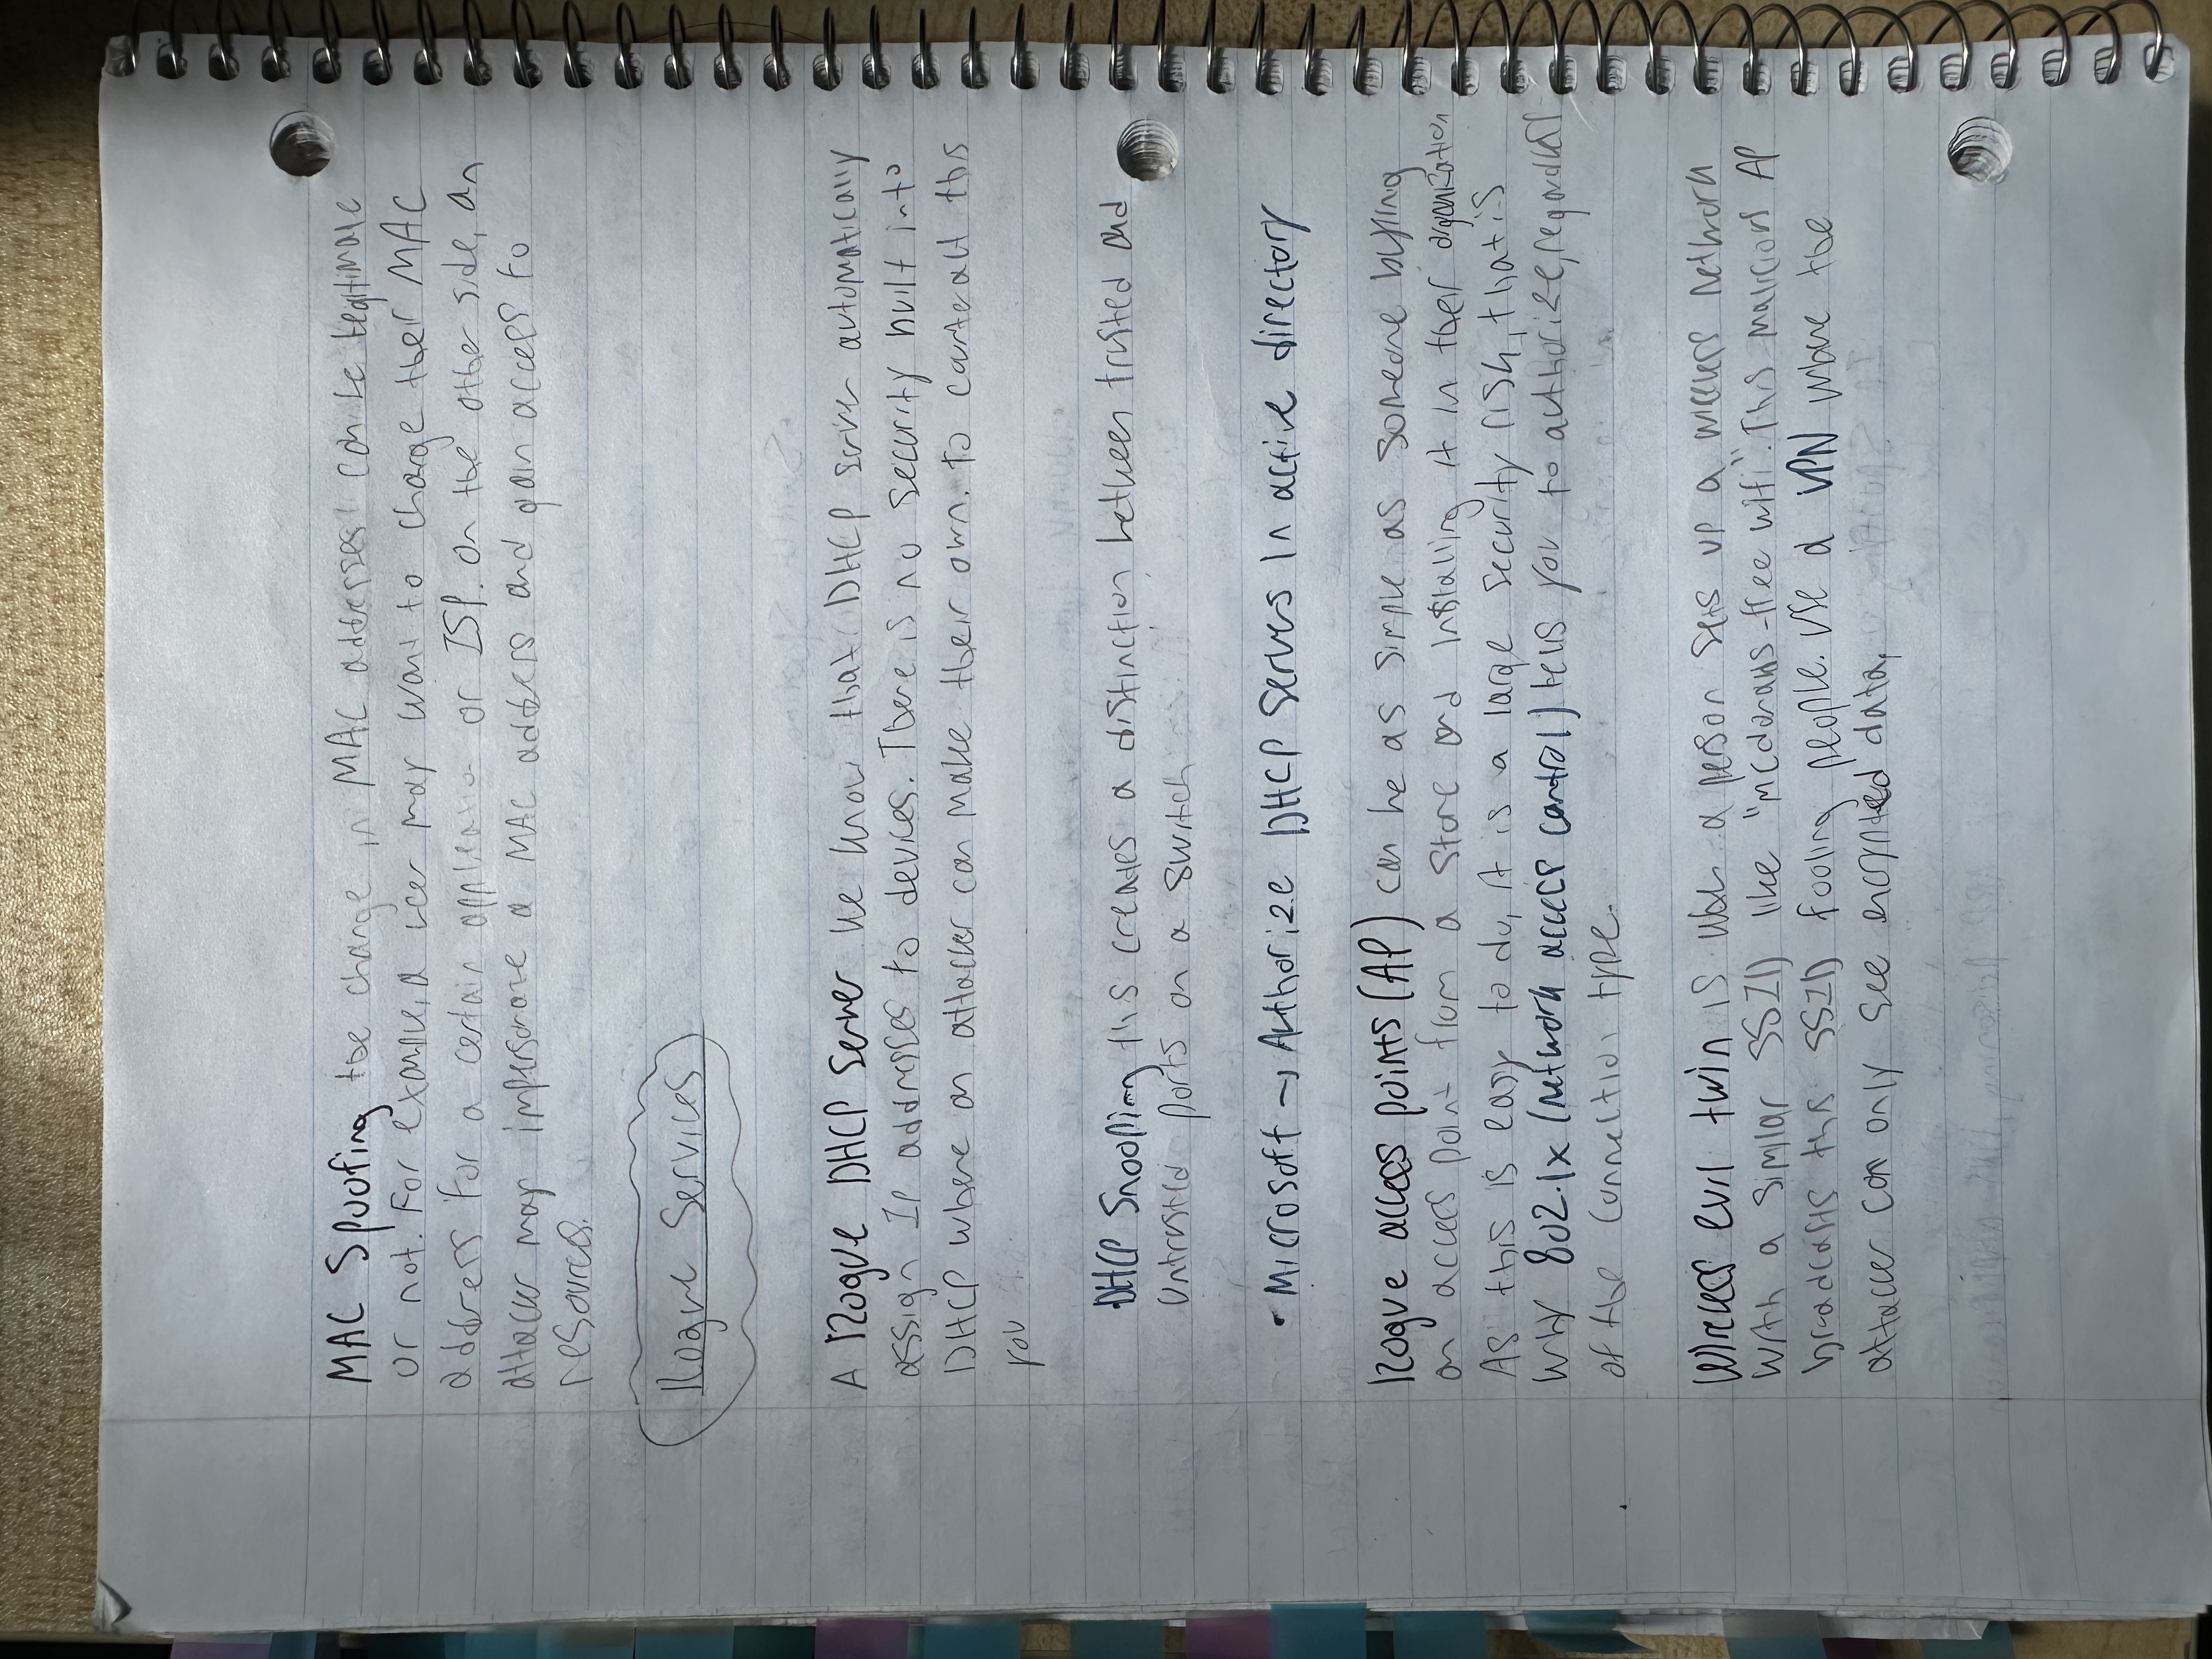 MAC Spoofing the change in MAC addresses can be legitimate
or not. For example, a user may want to change their MAC
address for a certain application or ISP. On the other side, an
attacker may impersonate a MAC address and gain access to
resources.
Rogue Services
A Rogue DHCP Server we know that DHCP server automatically
assign IP addresses to devices. There is no security built into
DHCP where an attacker can make their own. To counteract this
you
DHCP Snooping this creates a distinction between trusted and
untrusted ports on a switch
• Microsoft → Authorize DHCP Servers in active directory
Rogue access points (AP) can be as simple as someone buying
an access point from a store and installing it in their organization
As this is easy to do, it is a large security risk, that is
why 802.1x (network access control) tells you to authorize, regardless
of the connection type.
Wireless evil twin is when a person sets up a wireless network
with a similar SSID like "mcdonalds-free wifi". This malicious AP
broadcasts this SSID fooling people. Use a VPN where the
attacker can only see encrypted data.